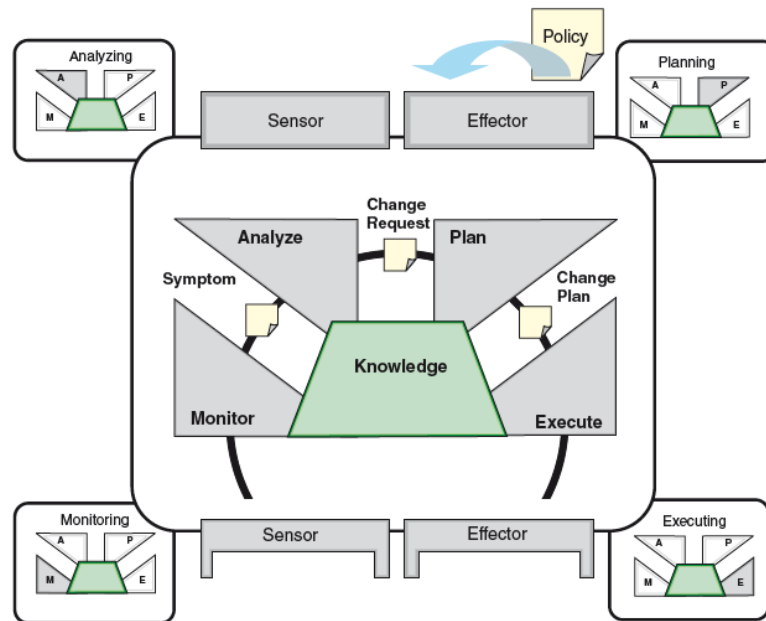 Analyzing
A
P
M
E
Policy
Planning
A
P
M
E
Sensor
Effector
Change
Request
Analyze
Plan
Symptom
Change
Plan
Knowledge
Monitor
Execute
Monitoring
A
P
M
E
Sensor
Effector
Executing
A
P
M
E